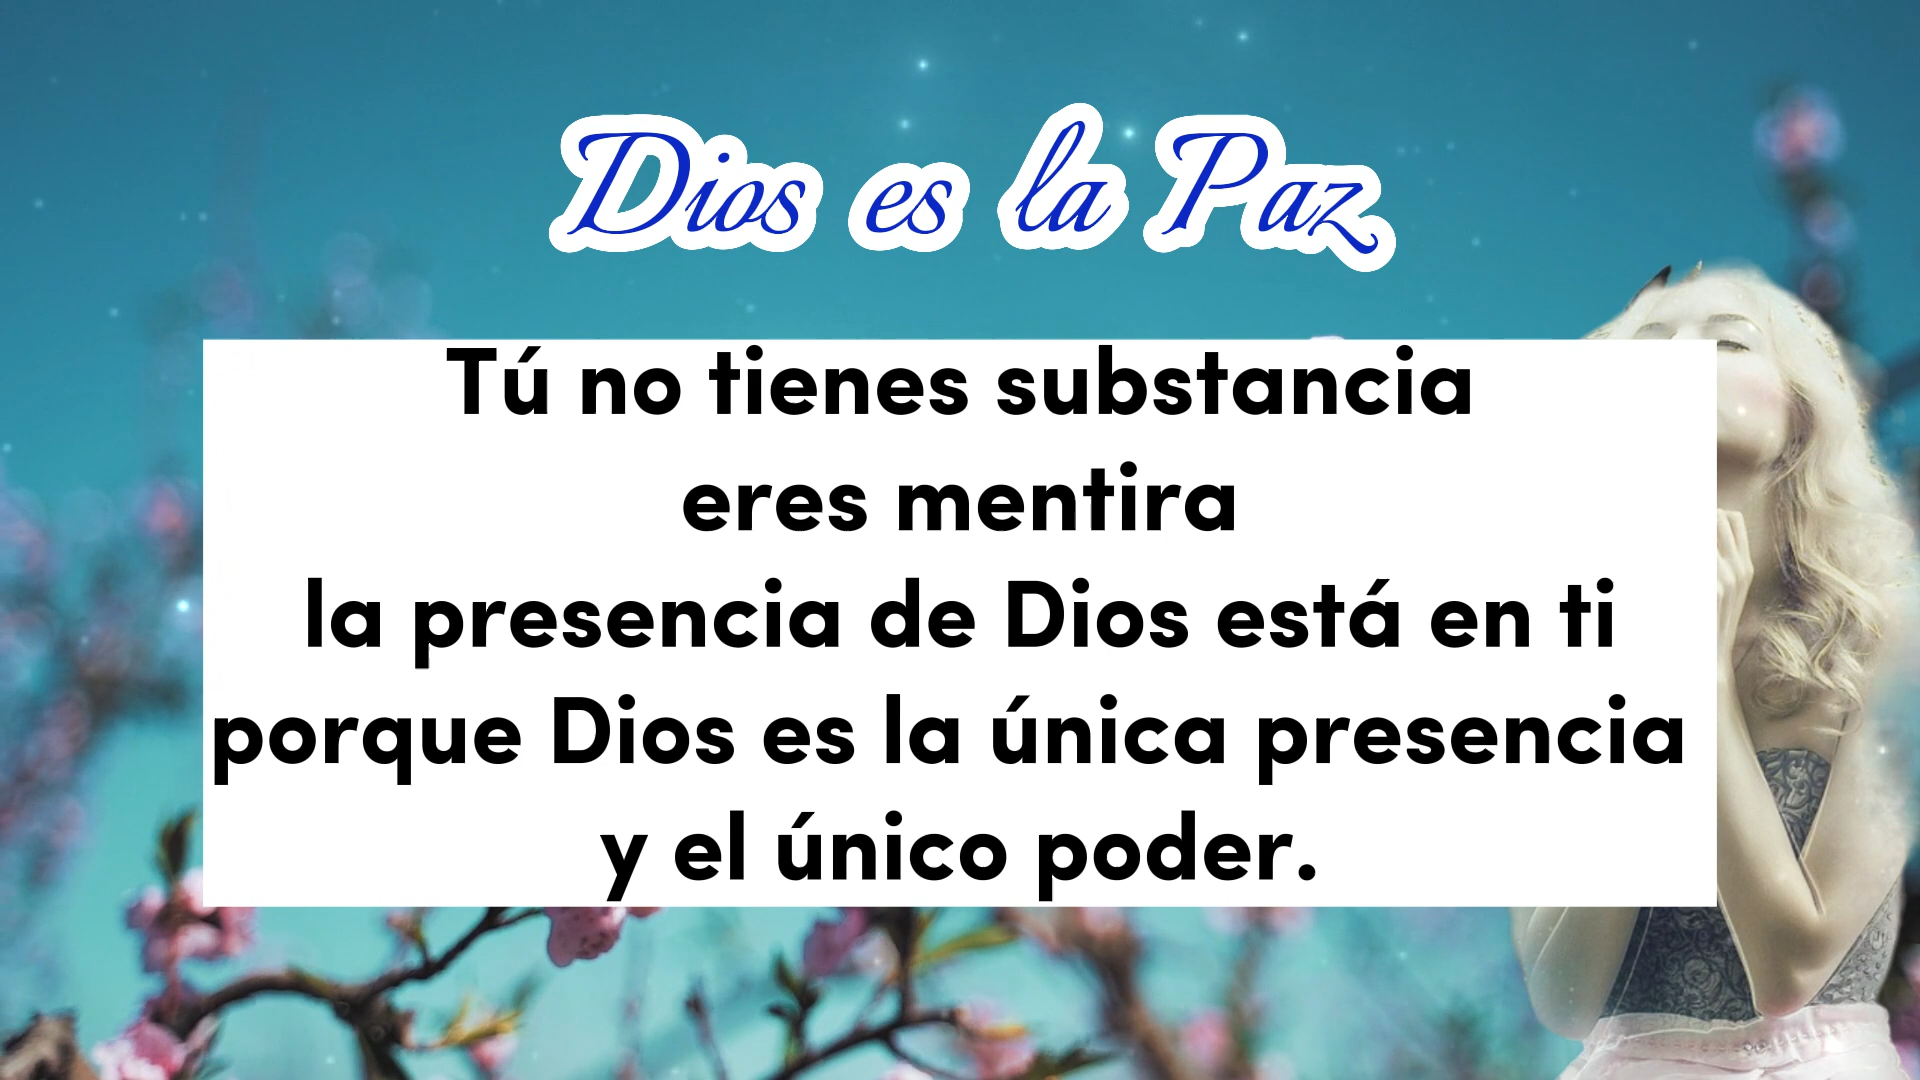 Dios es la Paz
Tú no tienes substancia
eres mentira
la presencia de Dios está en ti
porque Dios es la única presencia
y el único poder.